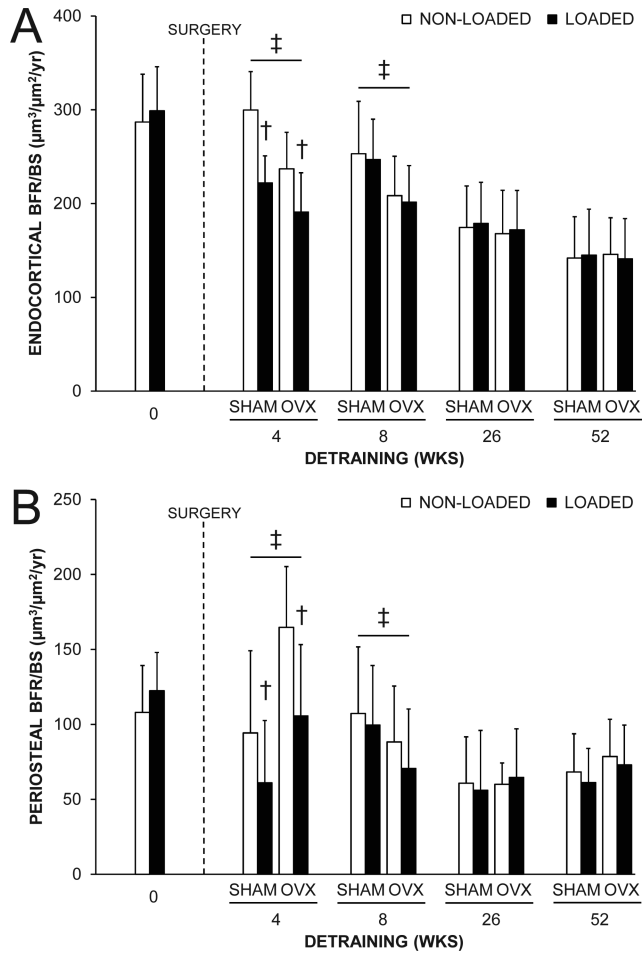 A
□ NON-LOADED ■ LOADED
SURGERY
ENDOCORTICAL BFR/BS (μm³/μm²/yr)
400
300
200
100
0
‡
†
†
‡
SHAM OVX SHAM OVX SHAM OVX SHAM OVX
0 4 8 26 52
DETRAINING (WKS)
B
□ NON-LOADED ■ LOADED
SURGERY
PERIOSTEAL BFR/BS (μm³/μm²/yr)
250
200
150
100
50
0
‡
†
†
‡
SHAM OVX SHAM OVX SHAM OVX SHAM OVX
0 4 8 26 52
DETRAINING (WKS)